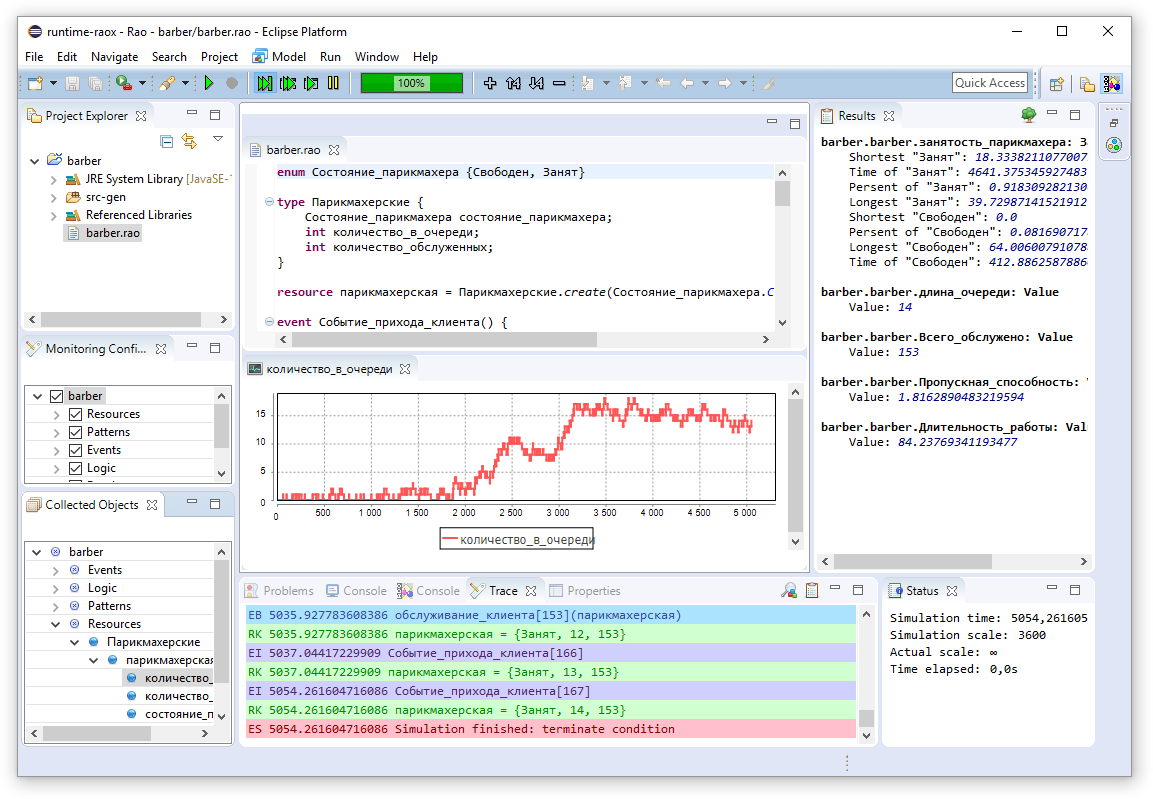 runtime-raox - Rao - barber/barber.rao - Eclipse Platform
File Edit Navigate Search Project Model Run Window Help
100%
Quick Access
Project Explorer
barber
JRE System Library [JavaSE-1
src-gen
Referenced Libraries
barber.rao
Monitoring Confi...
barber
Resources
Patterns
Events
Logic
Collected Objects
barber
Events
Logic
Patterns
Resources
Парикмахерские
парикмахерская
количество_
количество_
состояние_п
barber.rao
enum Состояние_парикмахера {Свободен, Занят}
type Парикмахерские {
Состояние_парикмахера состояние_парикмахера;
int количество_в_очереди;
int количество_обслуженных;
}
resource парикмахерская = Парикмахерские.create(Состояние_парикмахера.С
event Событие_прихода_клиента() {
количество_в_очереди
15
10
5
0
0 500 1 000 1 500 2 000 2 500 3 000 3 500 4 000 4 500 5 000
количество_в_очереди
Problems Console Console Trace Properties
EB 5035.927783608386 обслуживание_клиента[153](парикмахерская)
RK 5035.927783608386 парикмахерская = {Занят, 12, 153}
EI 5037.04417229909 Событие_прихода_клиента[166]
RK 5037.04417229909 парикмахерская = {Занят, 13, 153}
EI 5054.261604716086 Событие_прихода_клиента[167]
RK 5054.261604716086 парикмахерская = {Занят, 14, 153}
ES 5054.261604716086 Simulation finished: terminate condition
Results
barber.barber.занятость_парикмахера: З
Shortest "Занят": 18.3338211077007
Time of "Занят": 4641.375345927483
Persent of "Занят": 0.918309282130
Longest "Занят": 39.72987141521912
Shortest "Свободен": 0.0
Persent of "Свободен": 0.081690717
Longest "Свободен": 64.00600791078
Time of "Свободен": 412.8862587886
barber.barber.длина_очереди: Value
Value: 14
barber.barber.Всего_обслужено: Value
Value: 153
barber.barber.Пропускная_способность:
Value: 1.8162890483219594
barber.barber.Длительность_работы: Valu
Value: 84.23769341193477
Status
Simulation time: 5054,261605
Simulation scale: 3600
Actual scale: ∞
Time elapsed: 0,0s